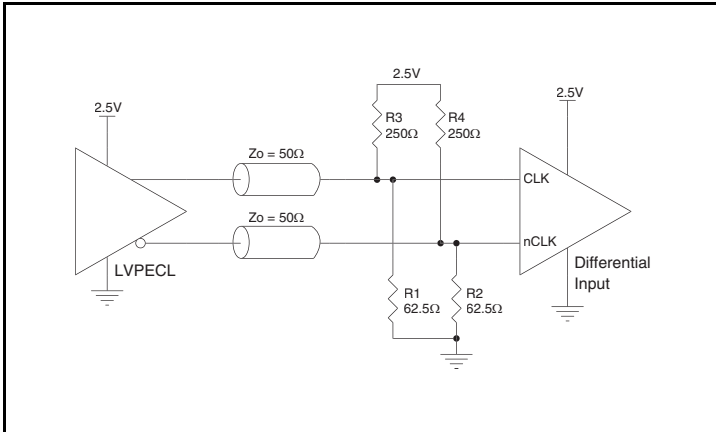 2.5V
2.5V
2.5V
R3
250Ω
R4
250Ω
Zo = 50Ω
CLK
Zo = 50Ω
nCLK
LVPECL
Differential
Input
R1
62.5Ω
R2
62.5Ω